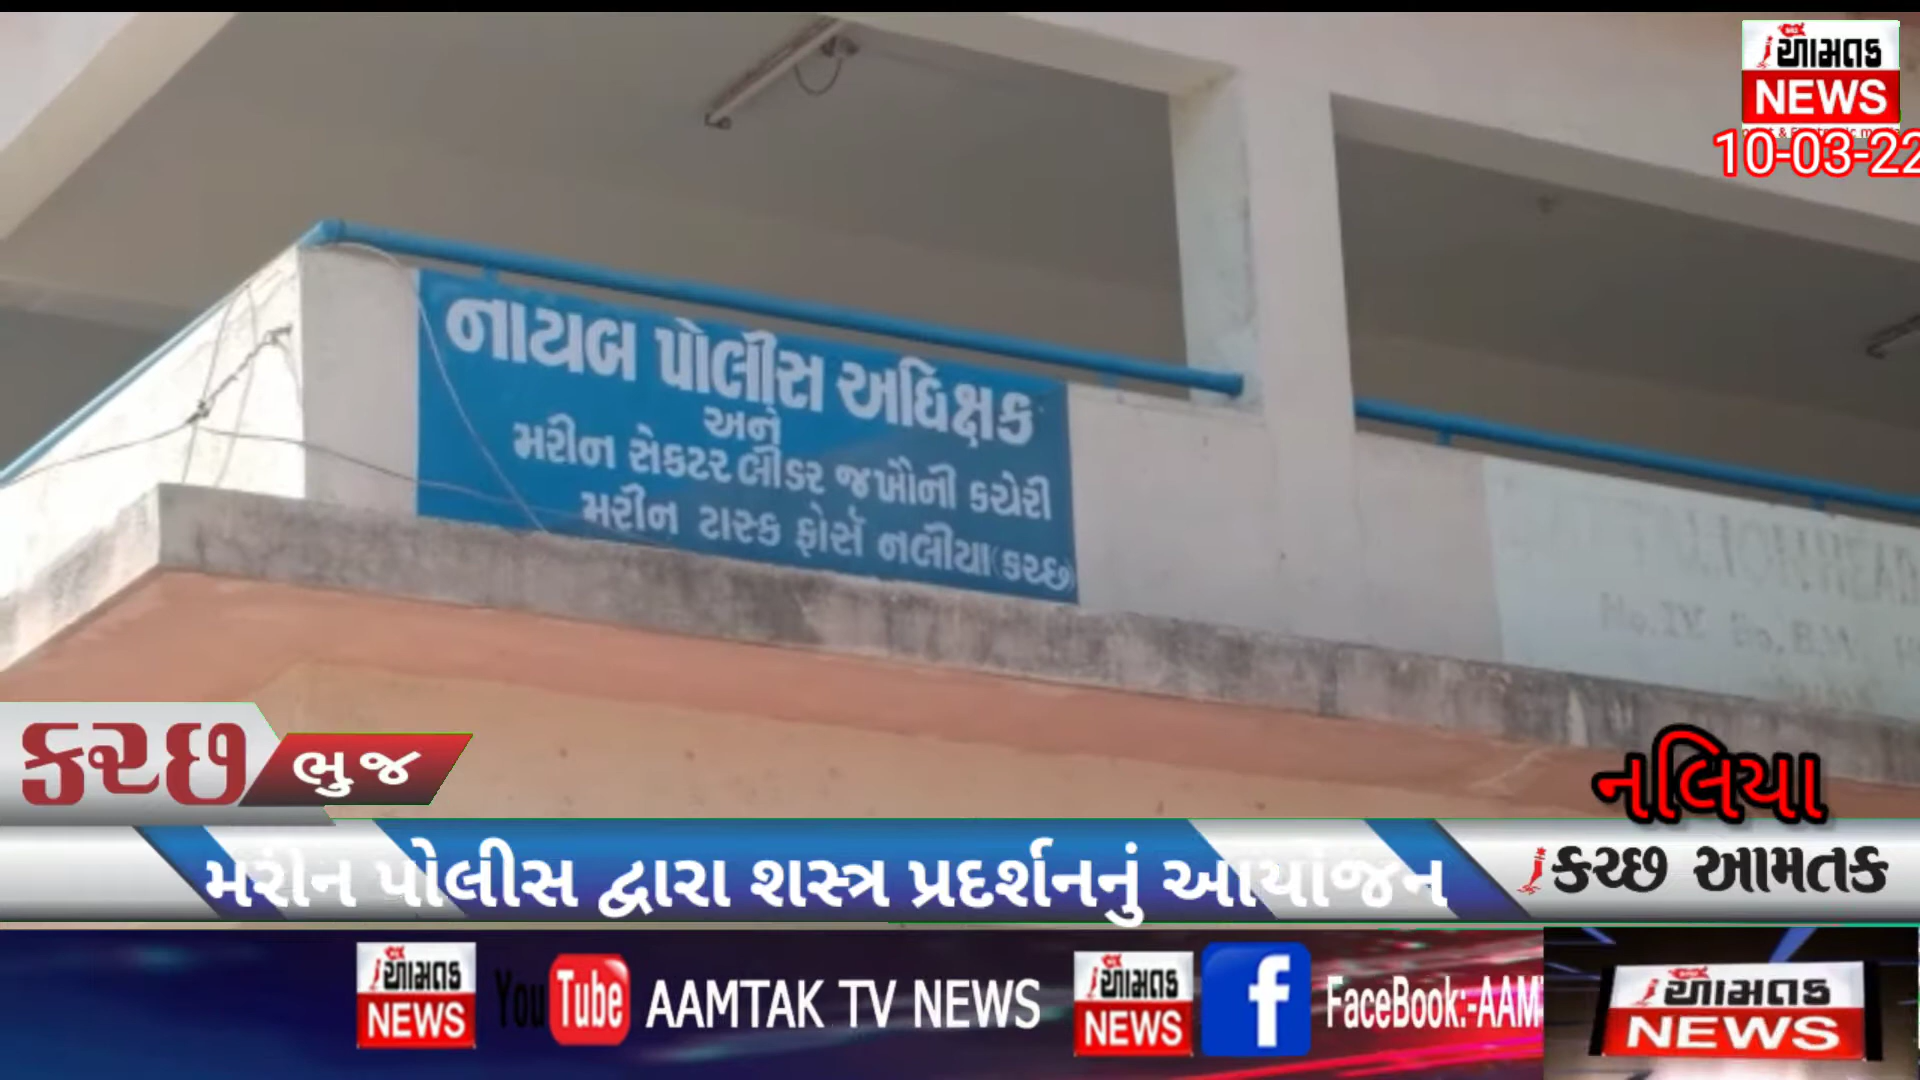 આમતક
NEWS
10-03-22
નાયબ પોલીસ અધિક્ષક
અને
મરીન સેકટર લીડર જખૌની કચેરી
મરીન ટાસ્ક ફોર્સ નલીયા(કચ્છ)
કચ્છ
ભુજ
નલિયા
મરીન પોલીસ દ્વારા શસ્ત્ર પ્રદર્શનનું આયોજન
કચ્છ આમતક
આમતક
NEWS
YouTube
AAMTAK TV NEWS
આમતક
NEWS
f
FaceBook:-AAM
આમતક
NEWS